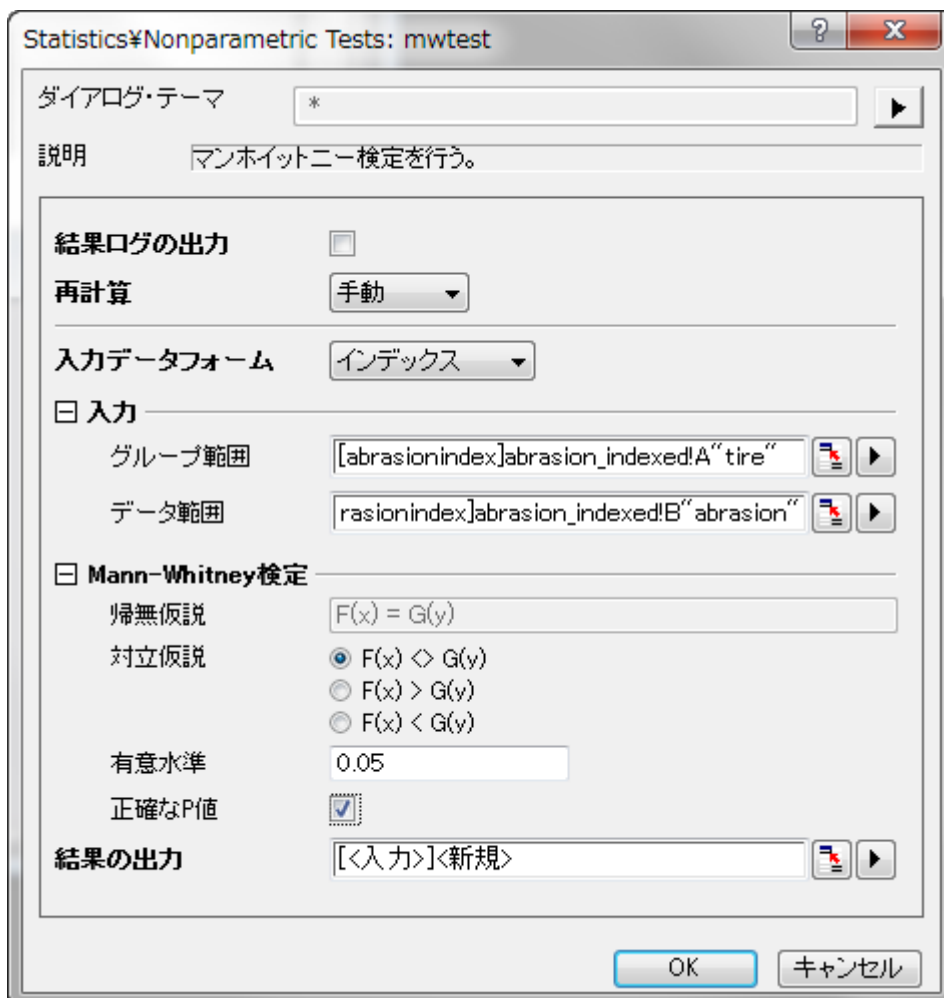 Statistics¥Nonparametric Tests: mwtest
ダイアログ・テーマ *
説明 マンホイットニー検定を行う。
結果ログの出力
再計算 手動
入力データフォーム インデックス
入力
グループ範囲 [abrasionindex]abrasion_indexed!A"tire"
データ範囲 rasionindex]abrasion_indexed!B"abrasion"
Mann-Whitney検定
帰無仮説 F(x) = G(y)
対立仮説 F(x) <> G(y)
F(x) > G(y)
F(x) < G(y)
有意水準 0.05
正確なP値
結果の出力 [<入力>]<新規>
OK キャンセル